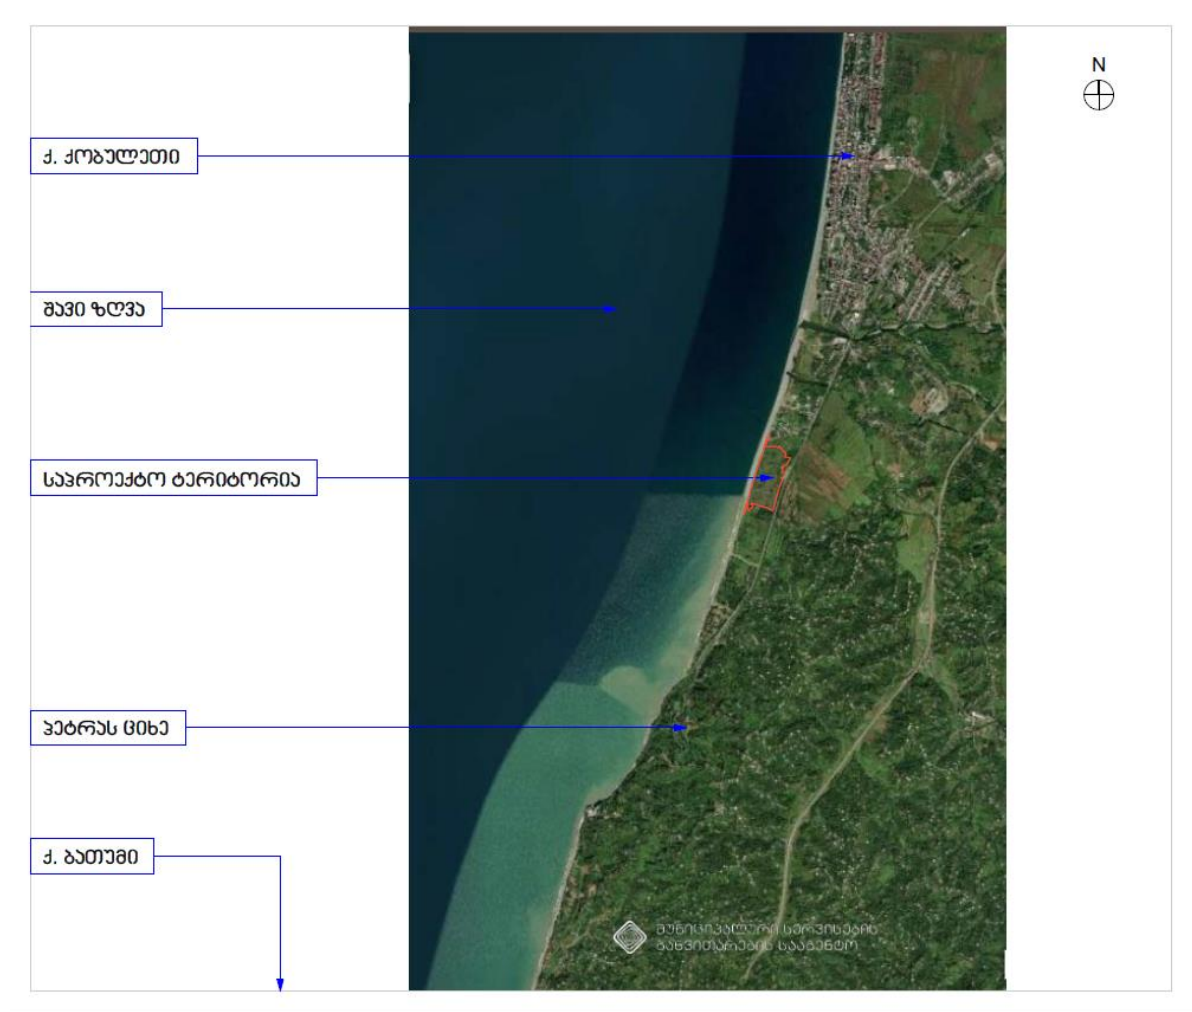 N
ქ. ქობულეთი
შავი ზღვა
საპროექტო ტერიტორია
პეტრას ციხე
ქ. ბათუმი
მუნიციპალური სერვისების
განვითარების სააგენტო